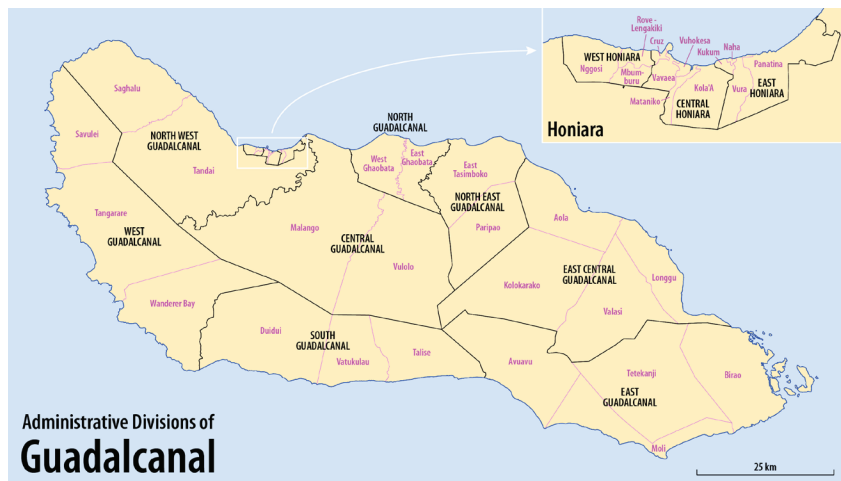 Rove -
Lengakiki
Cruz
Vuhokesa
Kukum
Naha
WEST HONIARA
Panatina
Nggosi
Mbum-
buru
Vavaea
Kola'A
Vura
EAST
HONIARA
Mataniko
CENTRAL
HONIARA
Honiara
Saghalu
NORTH
GUADALCANAL
Savulei
NORTH WEST
GUADALCANAL
Tandai
West
Ghaobata
East
Ghaobata
East
Tasimboko
NORTH EAST
GUADALCANAL
Tangarare
WEST
GUADALCANAL
Malango
CENTRAL
GUADALCANAL
Paripao
Aola
Vulolo
Kolokarako
EAST CENTRAL
GUADALCANAL
Longgu
Wanderer Bay
Valasi
Duidui
SOUTH
GUADALCANAL
Vatukulau
Talise
Avuavu
Tetekanji
Birao
EAST
GUADALCANAL
Moli
Administrative Divisions of
Guadalcanal
25 km